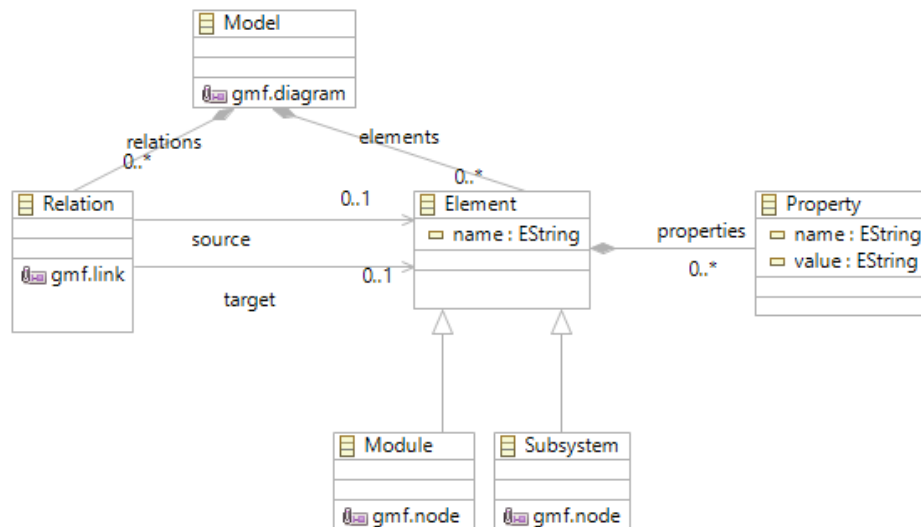 Model
gmf.diagram
relations
0..*
elements
0..*
Relation
gmf.link
0..1
source
0..1
target
Element
name : EString
properties
0..*
Property
name : EString
value : EString
Module
gmf.node
Subsystem
gmf.node